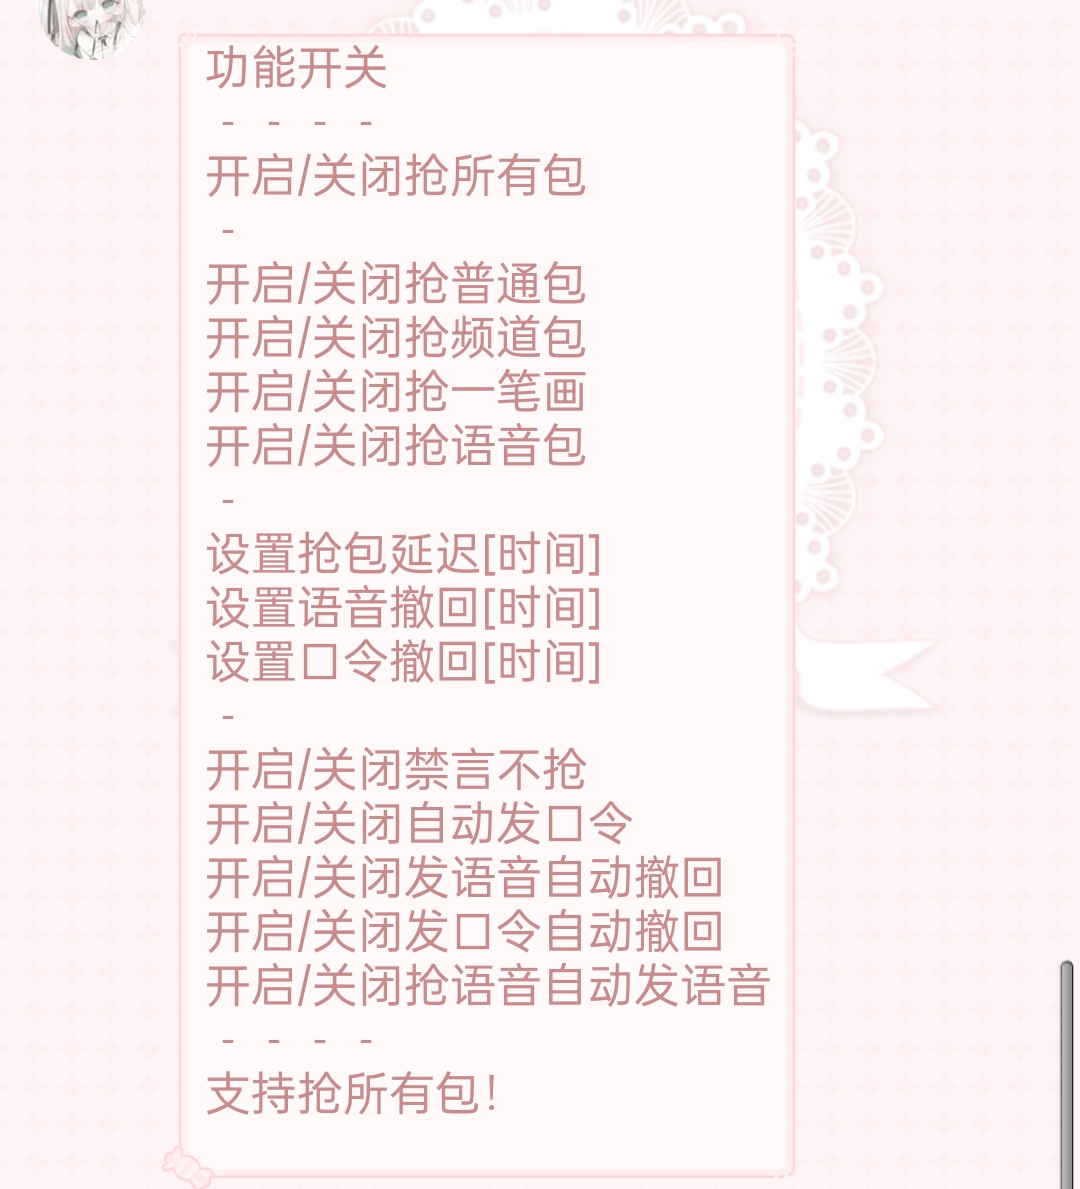 功能开关
- - - -
开启/关闭抢所有包
-
开启/关闭抢普通包
开启/关闭抢频道包
开启/关闭抢一笔画
开启/关闭抢语音包
-
设置抢包延迟[时间]
设置语音撤回[时间]
设置口令撤回[时间]
-
开启/关闭禁言不抢
开启/关闭自动发口令
开启/关闭发语音自动撤回
开启/关闭发口令自动撤回
开启/关闭抢语音自动发语音
- - - -
支持抢所有包！